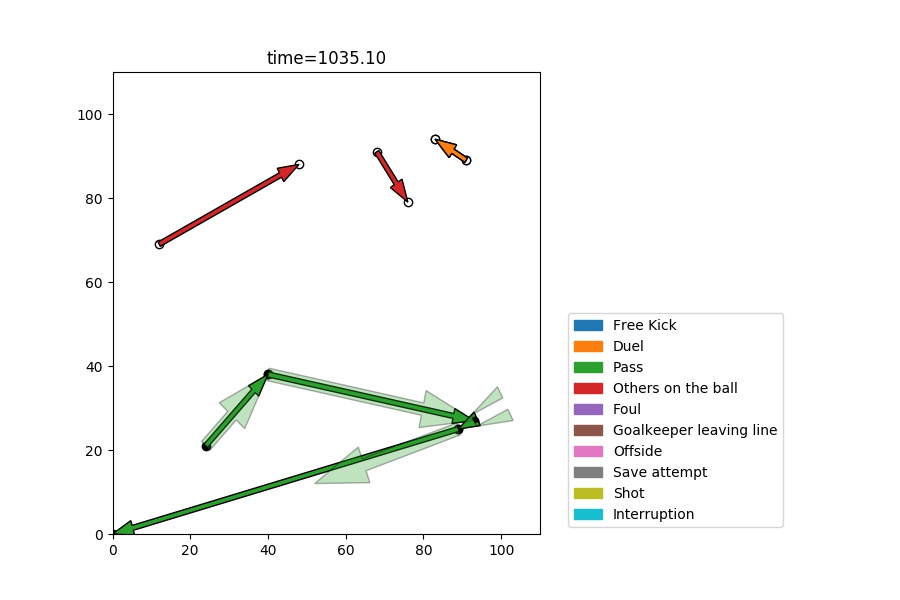 time=1035.10
100
80
60
40
20
0
0 20 40 60 80 100
Free Kick
Duel
Pass
Others on the ball
Foul
Goalkeeper leaving line
Offside
Save attempt
Shot
Interruption